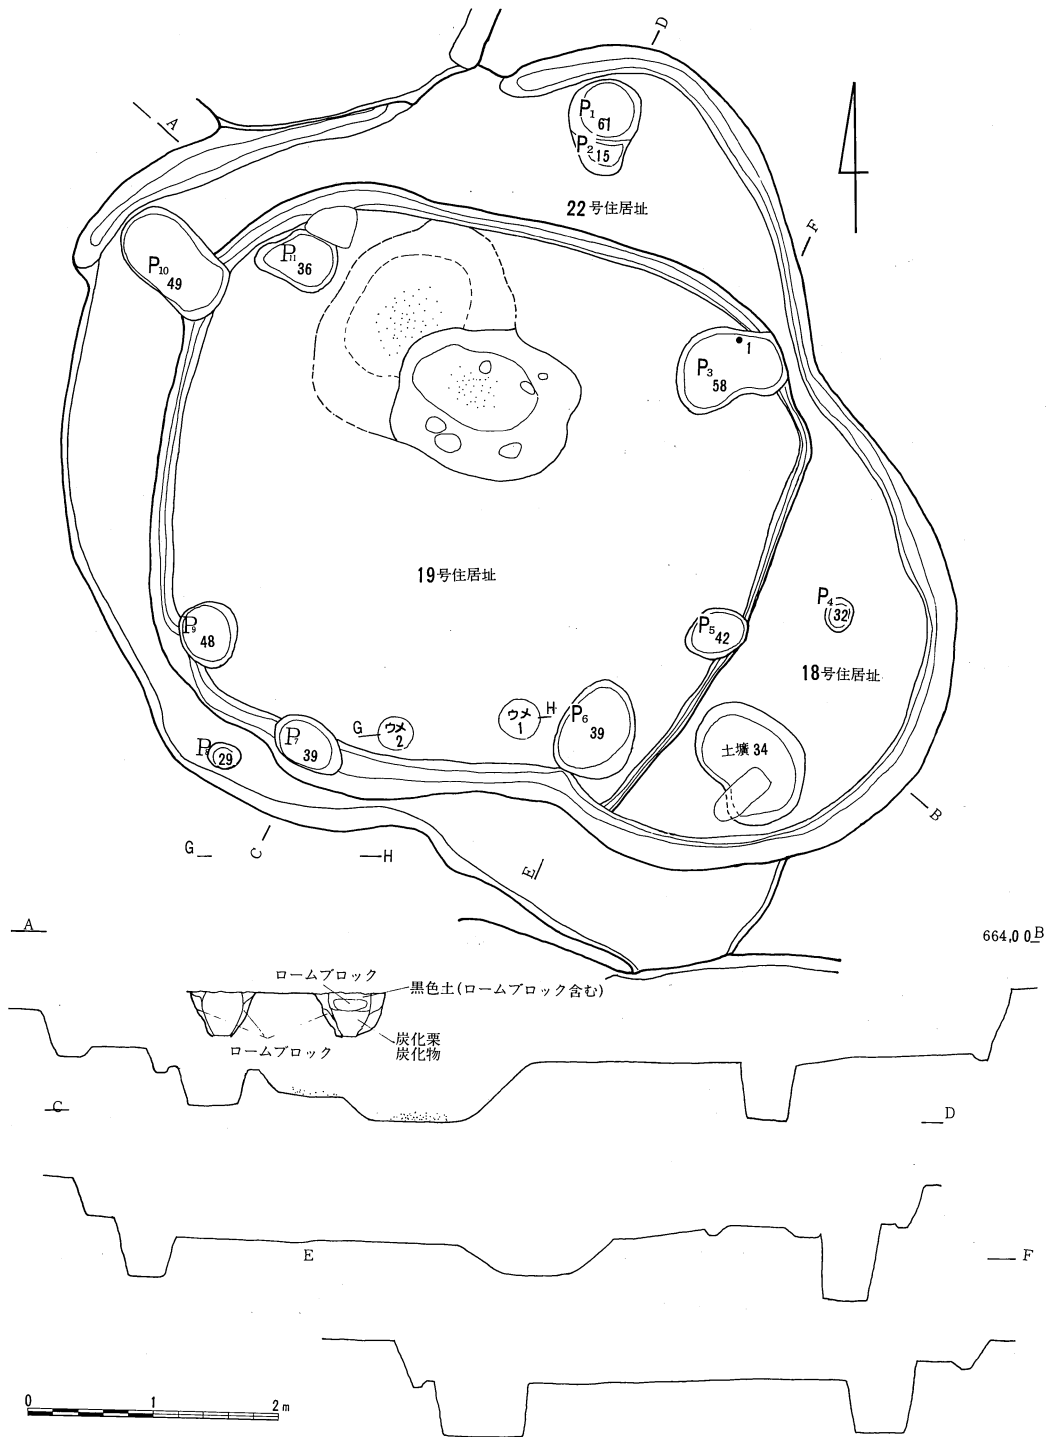 D
A
P1 61
P2 15
22号住居址
F
P11 36
P10 49
1
P3 58
19号住居址
P4 32
P9 48
P5 42
18号住居址
ウメ 1
H
P6 39
G
ウメ 2
P7 39
P8 29
土壙 34
B
G
C
H
E
A
664,00 B
ロームブロック
黒色土(ロームブロック含む)
炭化栗
炭化物
ロームブロック
C
D
E
F
0 1 2m